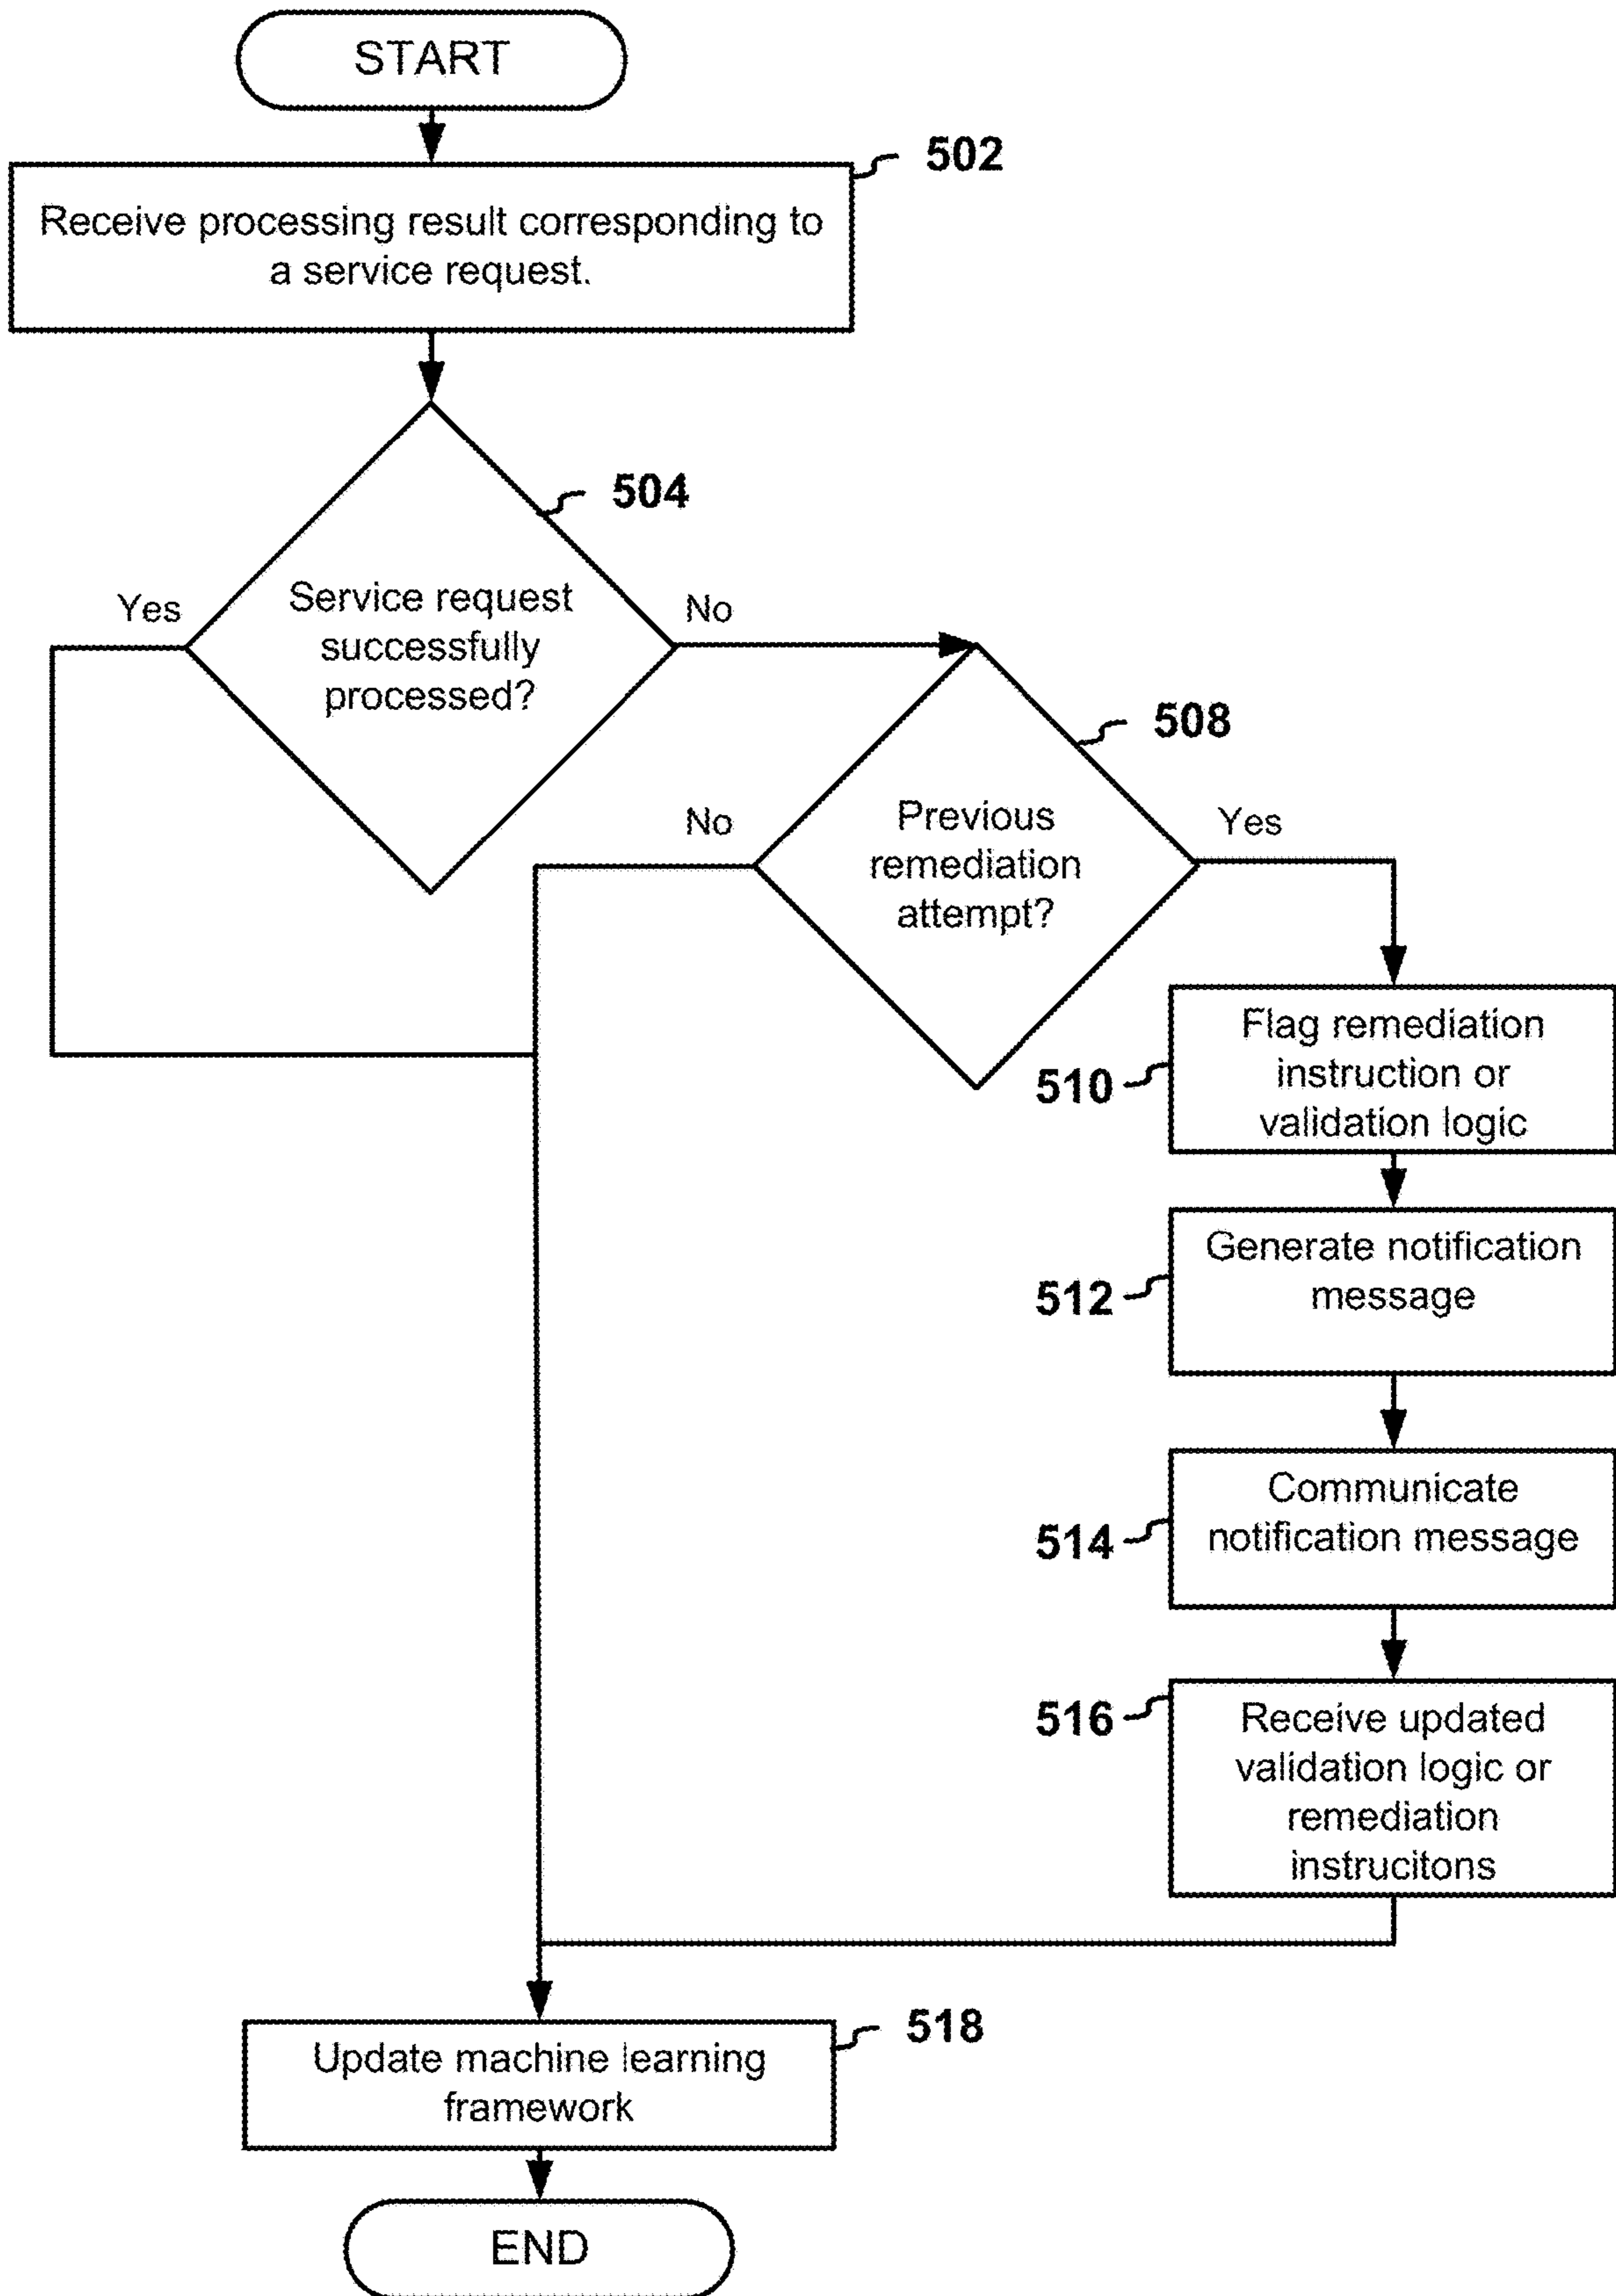 START
502
Receive processing result corresponding to
a service request.
504
Yes
Service request
successfully
processed?
No
508
No
Previous
remediation
attempt?
Yes
510
Flag remediation
instruction or
validation logic
512
Generate notification
message
514
Communicate
notification message
516
Receive updated
validation logic or
remediation
instrucitons
518
Update machine learning
framework
END